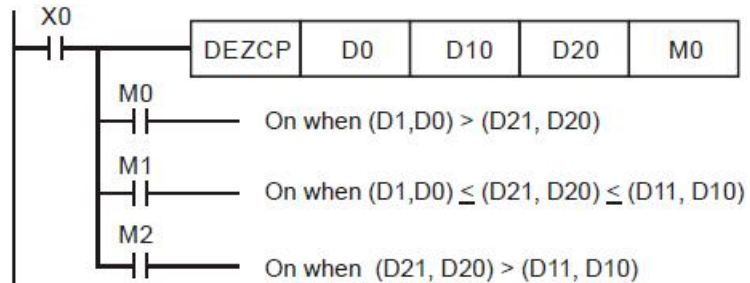 X0
DEZCP D0 D10 D20 M0
M0
On when (D1,D0) > (D21, D20)
M1
On when (D1,D0) ≤ (D21, D20) ≤ (D11, D10)
M2
On when (D21, D20) > (D11, D10)